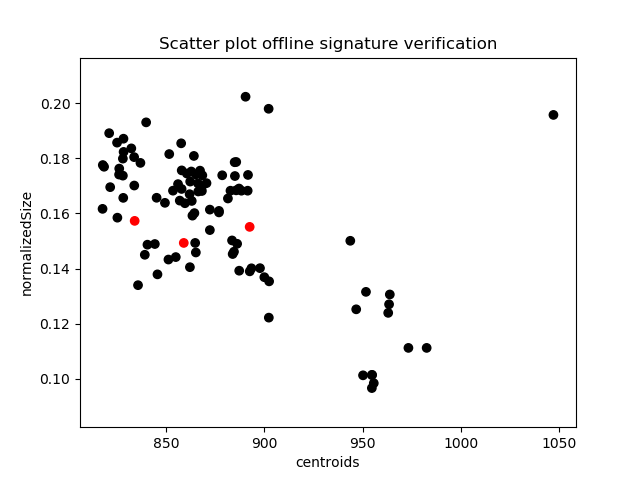 Scatter plot offline signature verification
normalizedSize
0.20
0.18
0.16
0.14
0.12
0.10
850 900 950 1000 1050
centroids